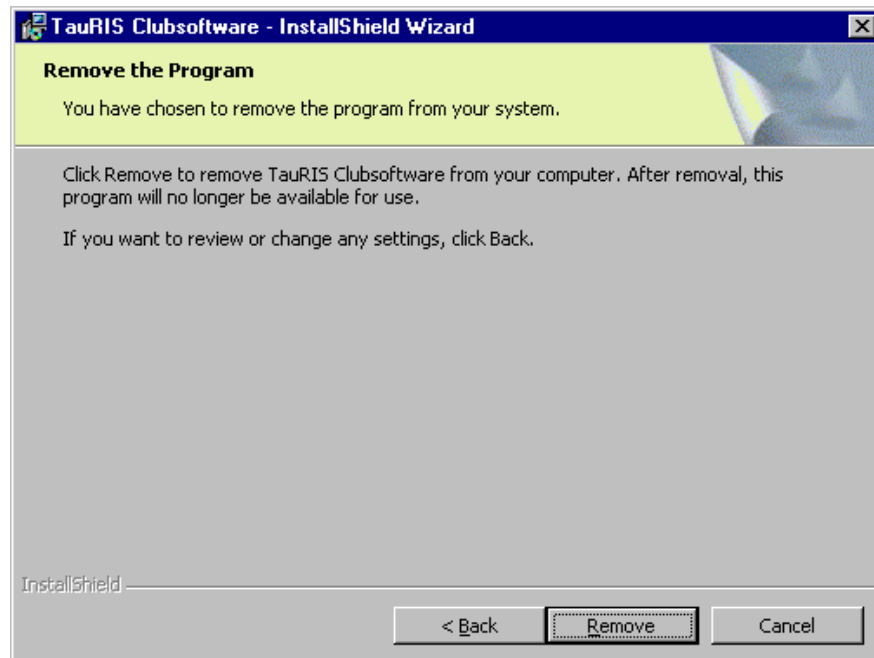 TauRIS Clubsoftware - InstallShield Wizard
Remove the Program
You have chosen to remove the program from your system.
Click Remove to remove TauRIS Clubsoftware from your computer. After removal, this
program will no longer be available for use.
If you want to review or change any settings, click Back.
InstallShield
< Back Remove Cancel